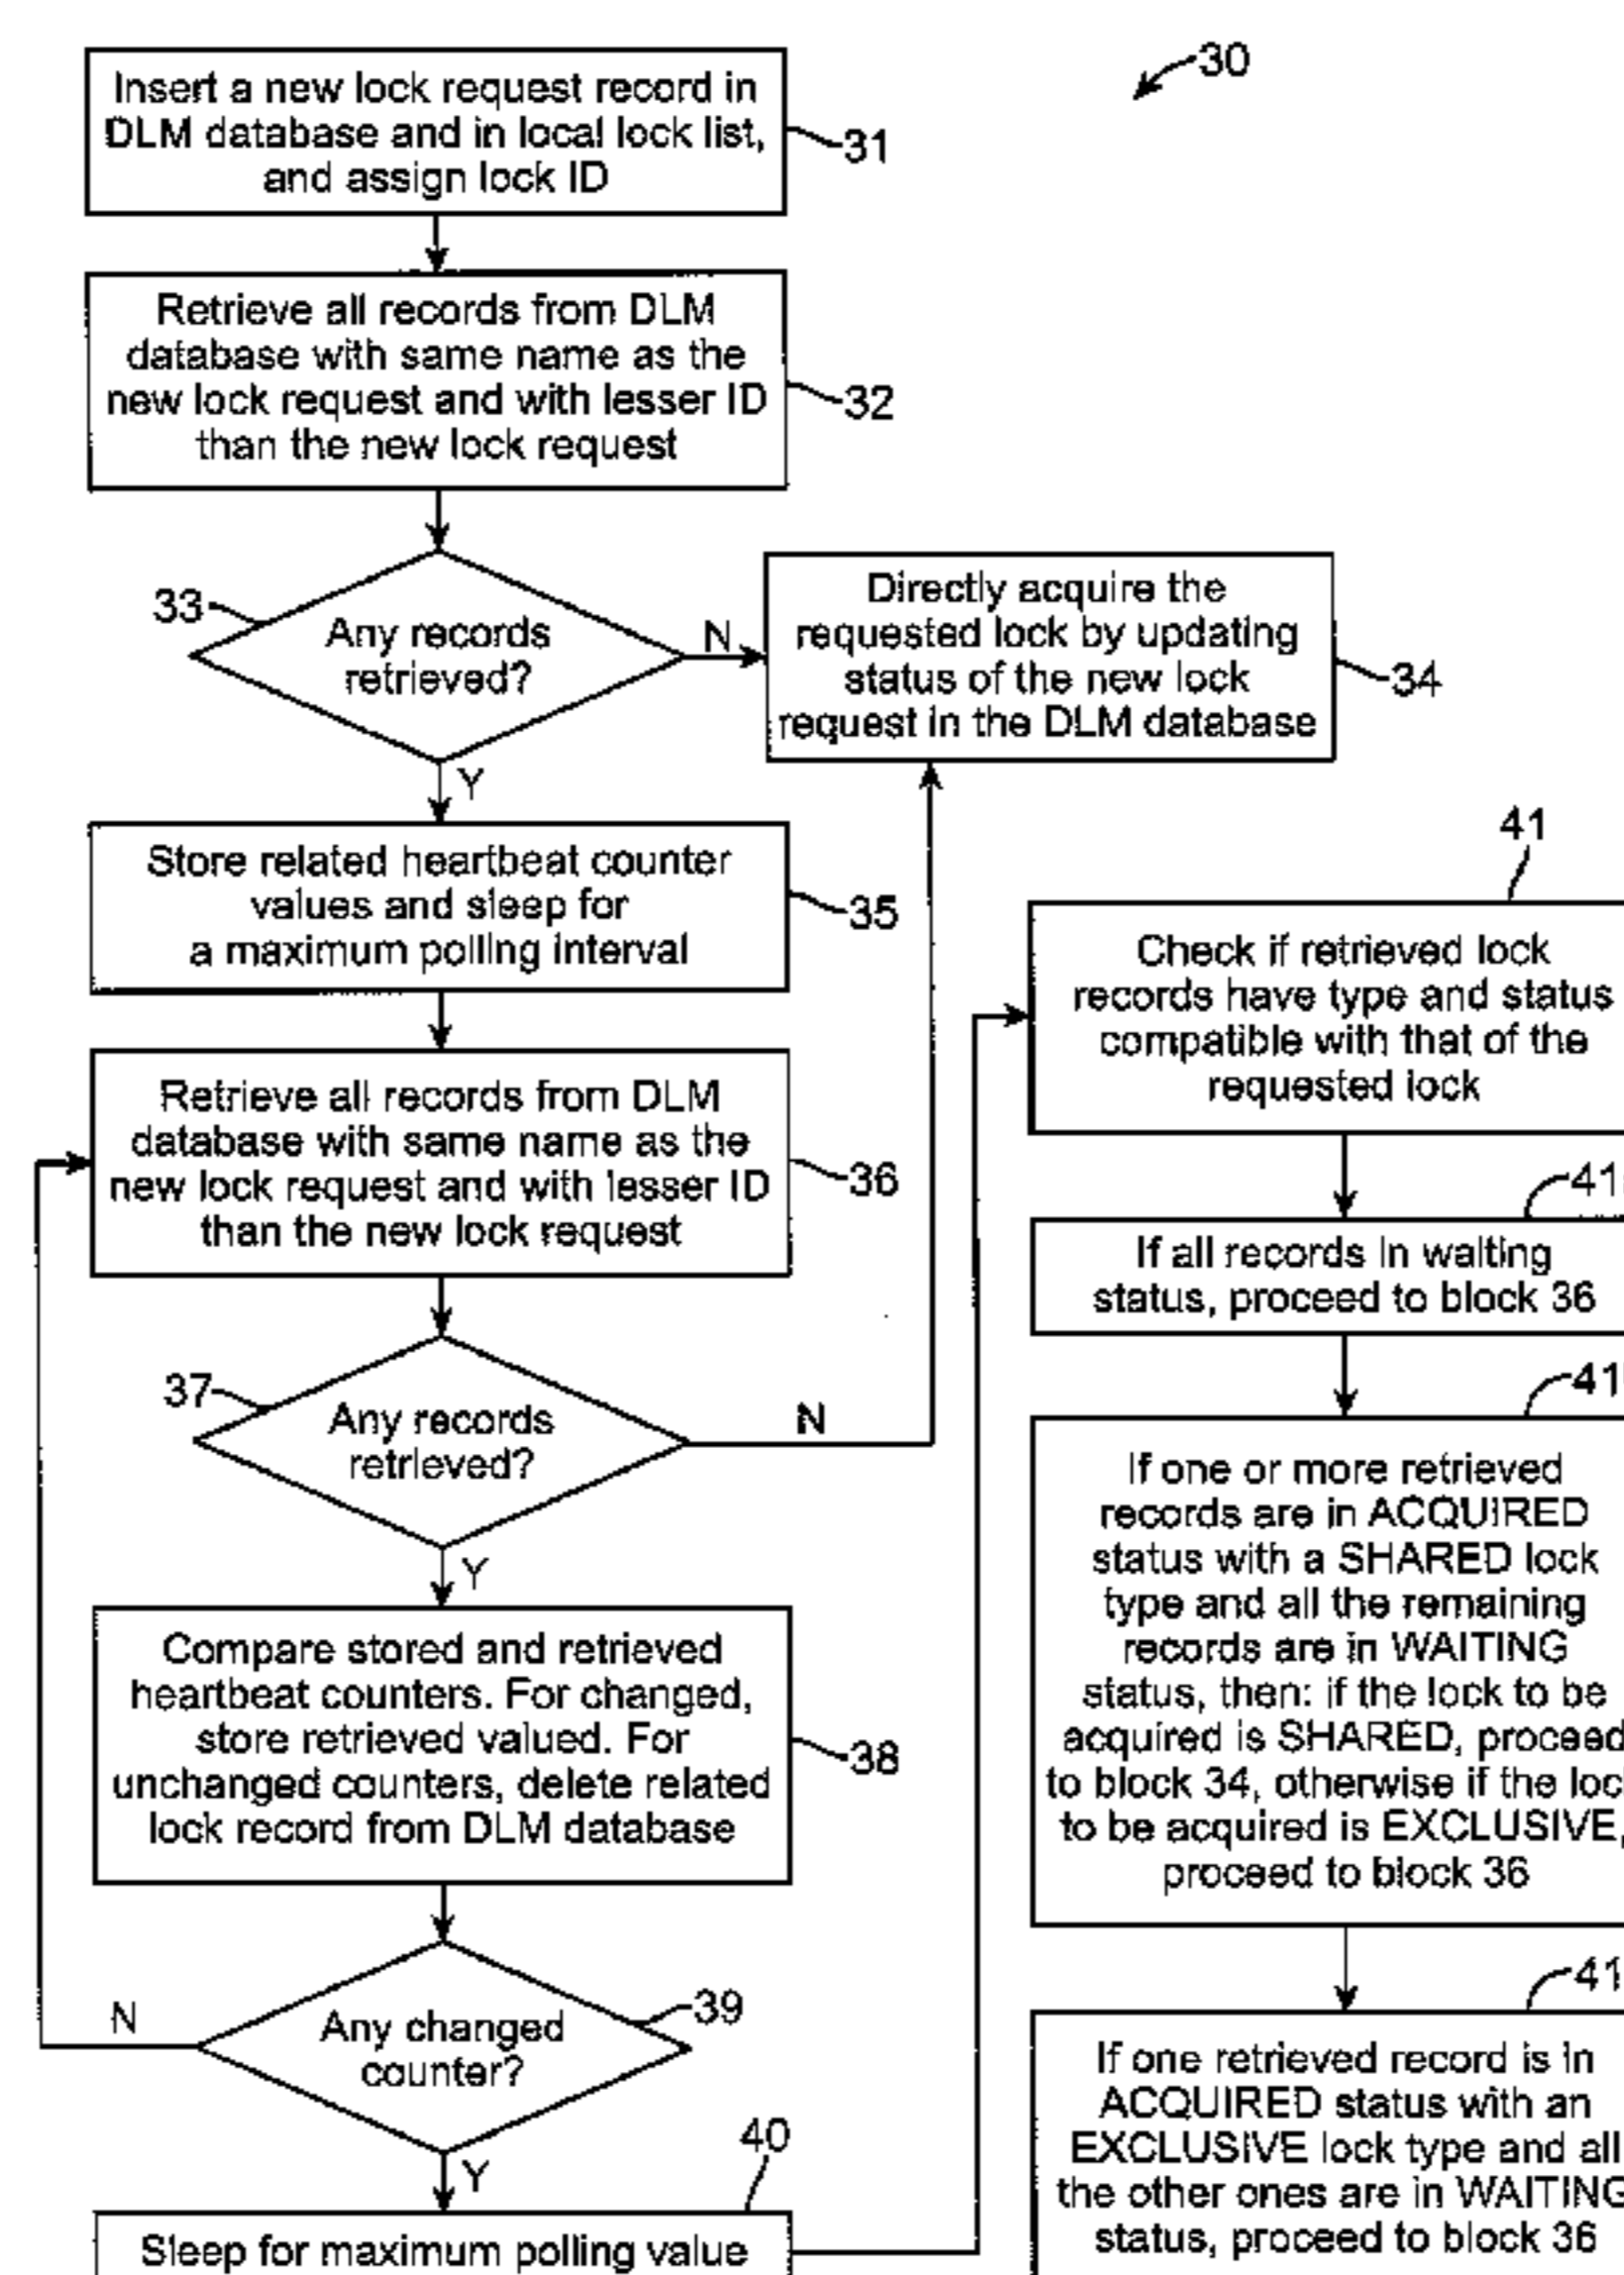 30
Insert a new lock request record in
DLM database and in local lock list,
and assign lock ID
31
Retrieve all records from DLM
database with same name as the
new lock request and with lesser ID
than the new lock request
32
33
Any records
retrieved?
N
Y
Directly acquire the
requested lock by updating
status of the new lock
request in the DLM database
34
Store related heartbeat counter
values and sleep for
a maximum polling interval
35
Retrieve all records from DLM
database with same name as the
new lock request and with lesser ID
than the new lock request
36
37
Any records
retrieved?
N
Y
Compare stored and retrieved
heartbeat counters. For changed,
store retrieved valued. For
unchanged counters, delete related
lock record from DLM database
38
39
Any changed
counter?
N
Y
40
Sleep for maximum polling value
41
Check if retrieved lock
records have type and status
compatible with that of the
requested lock
41
If all records in waiting
status, proceed to block 36
41
If one or more retrieved
records are in ACQUIRED
status with a SHARED lock
type and all the remaining
records are in WAITING
status, then: if the lock to be
acquired is SHARED, proceed
to block 34, otherwise if the loc
to be acquired is EXCLUSIVE,
proceed to block 36
41
If one retrieved record is in
ACQUIRED status with an
EXCLUSIVE lock type and all
the other ones are in WAITING
status, proceed to block 36